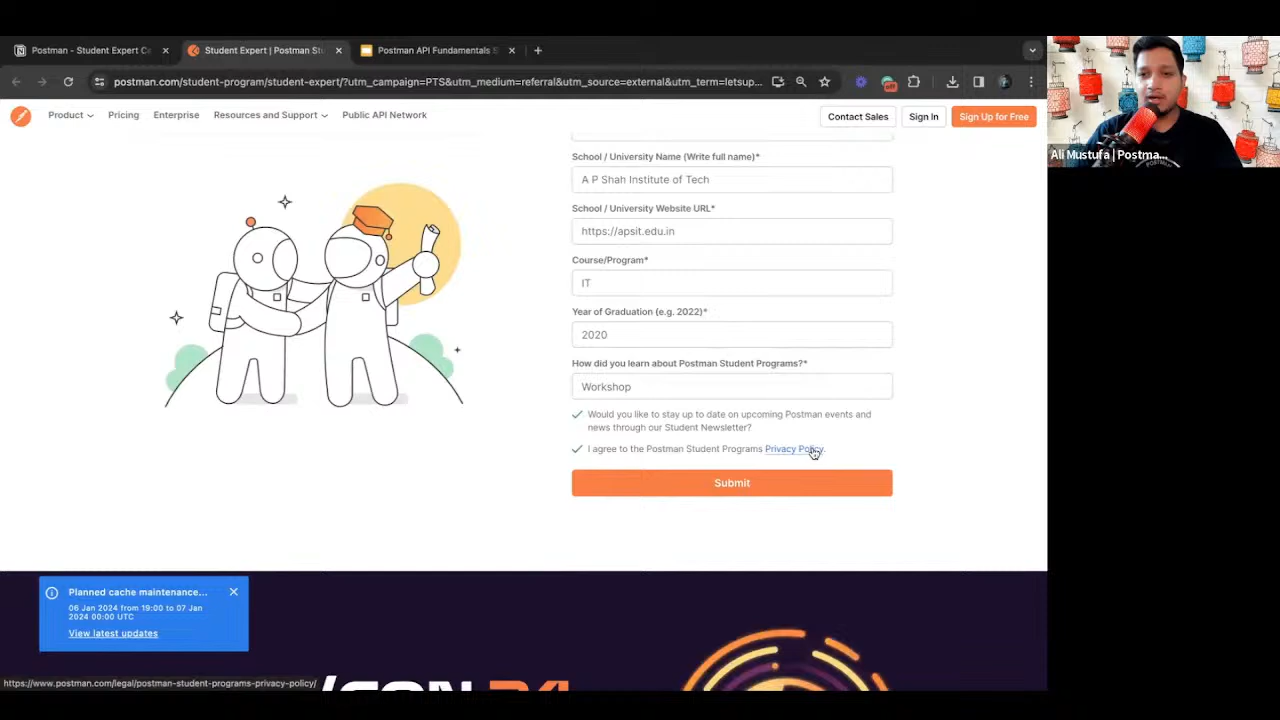 Postman - Student Expert Ce
Student Expert | Postman Stu
Postman API Fundamentals S
postman.com/student-program/student-expert/?utm_campaign=PTS&utm_medium=referral&utm_source=external&utm_term=letsup...
off
Product
Pricing
Enterprise
Resources and Support
Public API Network
Contact Sales
Sign In
Sign Up for Free
Ali Mustufa | Postma...
School / University Name (Write full name)*
A P Shah Institute of Tech
School / University Website URL*
https://apsit.edu.in
Course/Program*
IT
Year of Graduation (e.g. 2022)*
2020
How did you learn about Postman Student Programs?*
Workshop
Would you like to stay up to date on upcoming Postman events and
news through our Student Newsletter?
I agree to the Postman Student Programs Privacy Policy.
Submit
Planned cache maintenance...
06 Jan 2024 from 19:00 to 07 Jan
2024 00:00 UTC
View latest updates
https://www.postman.com/legal/postman-student-programs-privacy-policy/
/CON 24